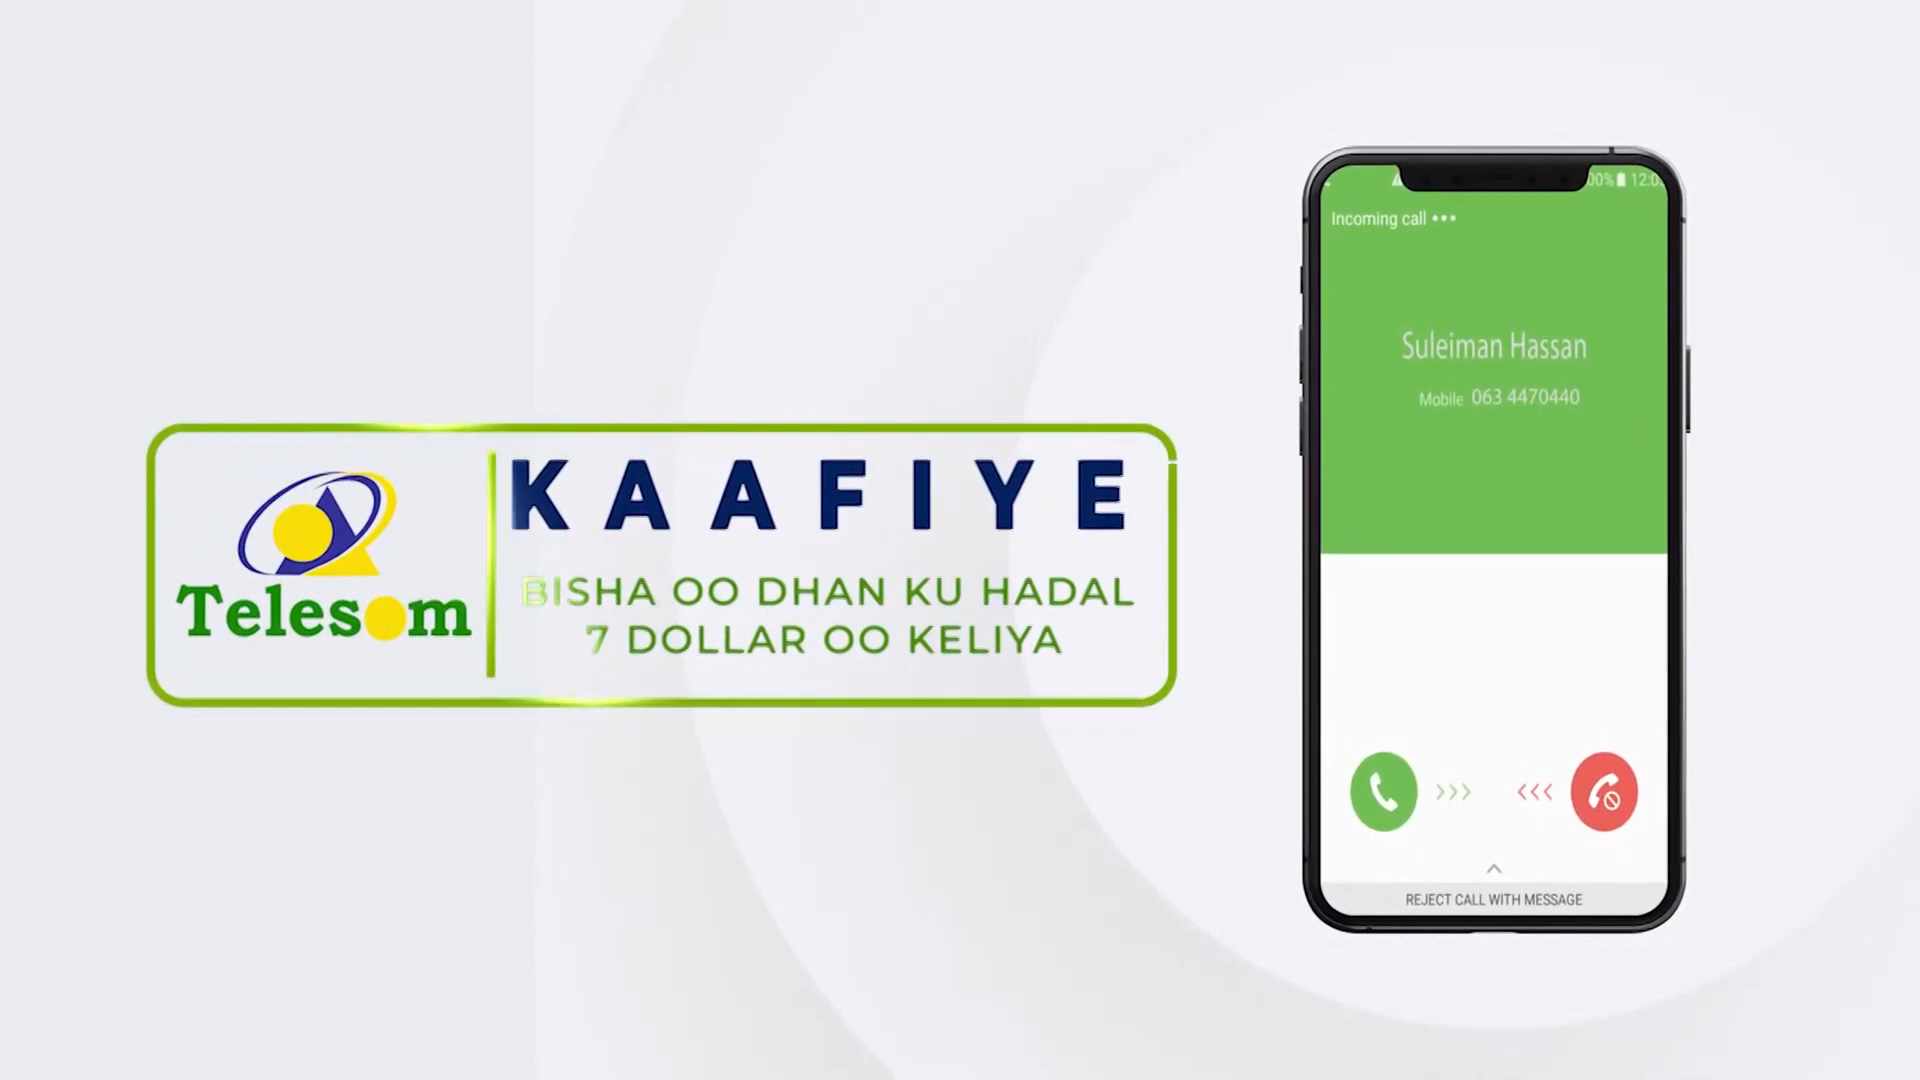 Telesom
KAAFIYE
BISHA OO DHAN KU HADAL
7 DOLLAR OO KELIYA
Incoming call •••
Suleiman Hassan
Mobile 063 4470440
REJECT CALL WITH MESSAGE